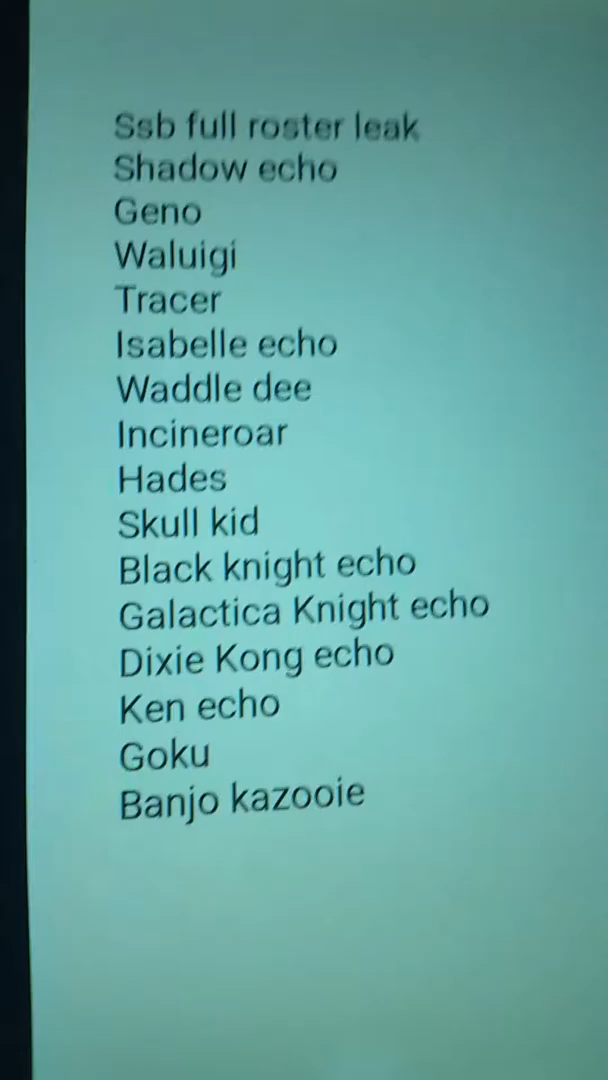 Ssb full roster leak
Shadow echo
Geno
Waluigi
Tracer
Isabelle echo
Waddle dee
Incineroar
Hades
Skull kid
Black knight echo
Galactica Knight echo
Dixie Kong echo
Ken echo
Goku
Banjo kazooie